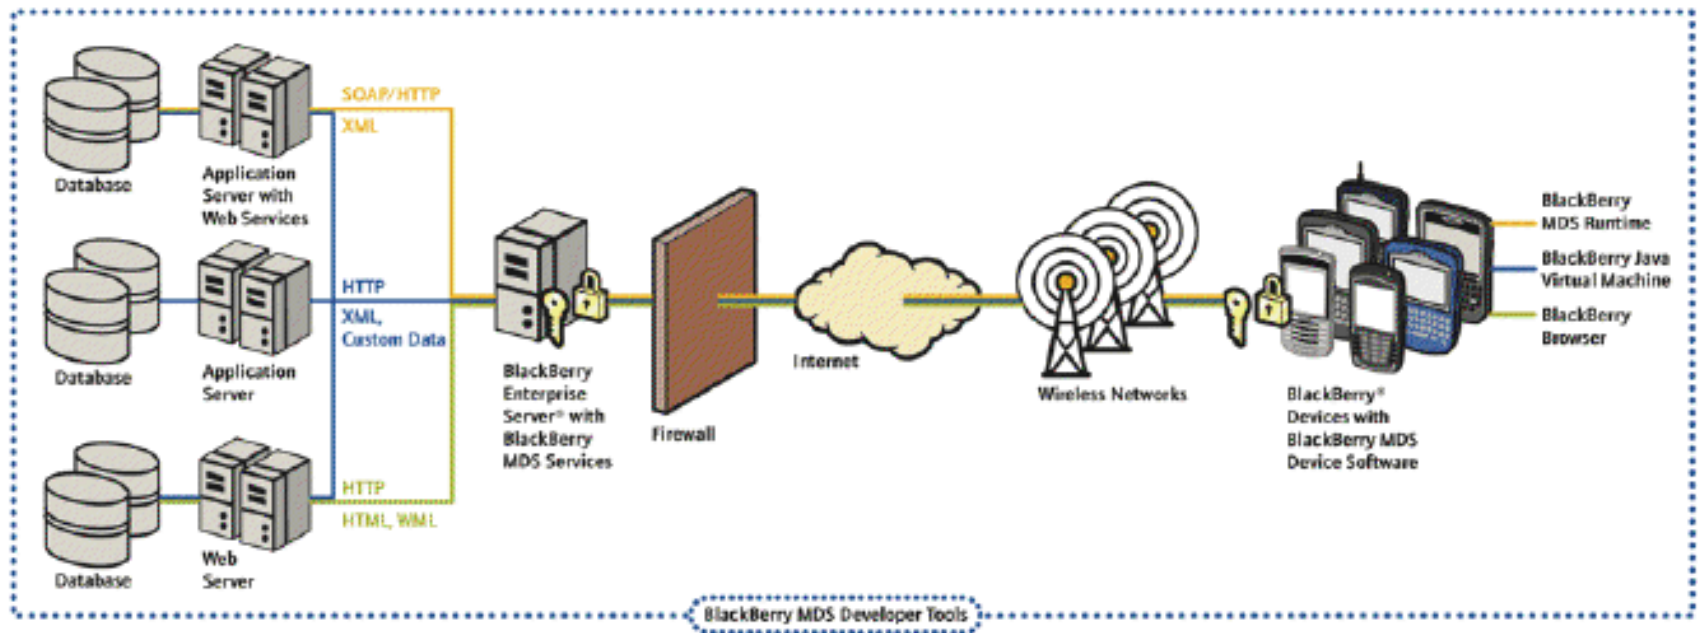 SOAP/HTTP
XML
Database
Application
Server with
Web Services
HTTP
XML,
Custom Data
Database
Application
Server
HTTP
HTML, WML
Database
Web
Server
BlackBerry
Enterprise
Server® with
BlackBerry
MDS Services
Firewall
Internet
Wireless Networks
BlackBerry®
Devices with
BlackBerry MDS
Device Software
BlackBerry
MDS Runtime
BlackBerry Java
Virtual Machine
BlackBerry
Browser
BlackBerry MDS Developer Tools